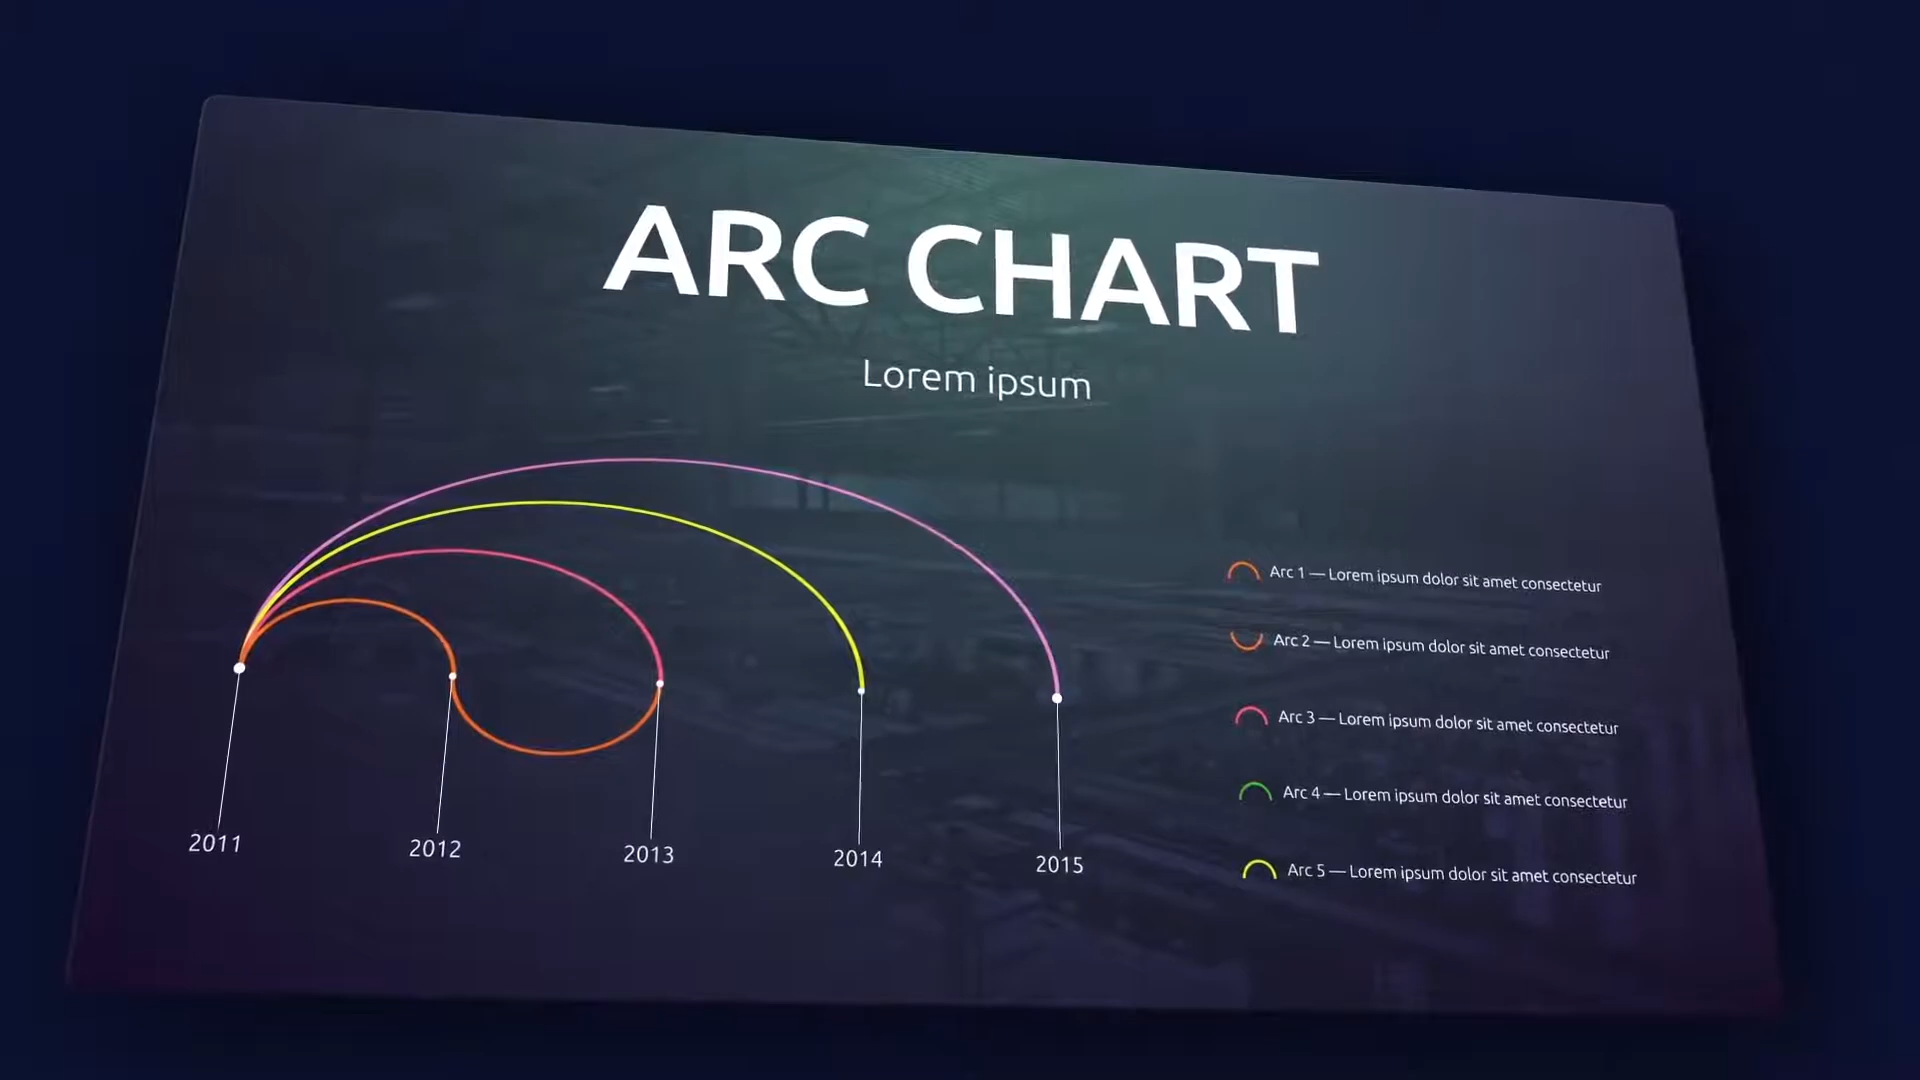 ARC CHART
Lorem ipsum
Arc 1 — Lorem ipsum dolor sit amet consectetur
Arc 2 — Lorem ipsum dolor sit amet consectetur
Arc 3 — Lorem ipsum dolor sit amet consectetur
Arc 4 — Lorem ipsum dolor sit amet consectetur
Arc 5 — Lorem ipsum dolor sit amet consectetur
2011 2012 2013 2014 2015